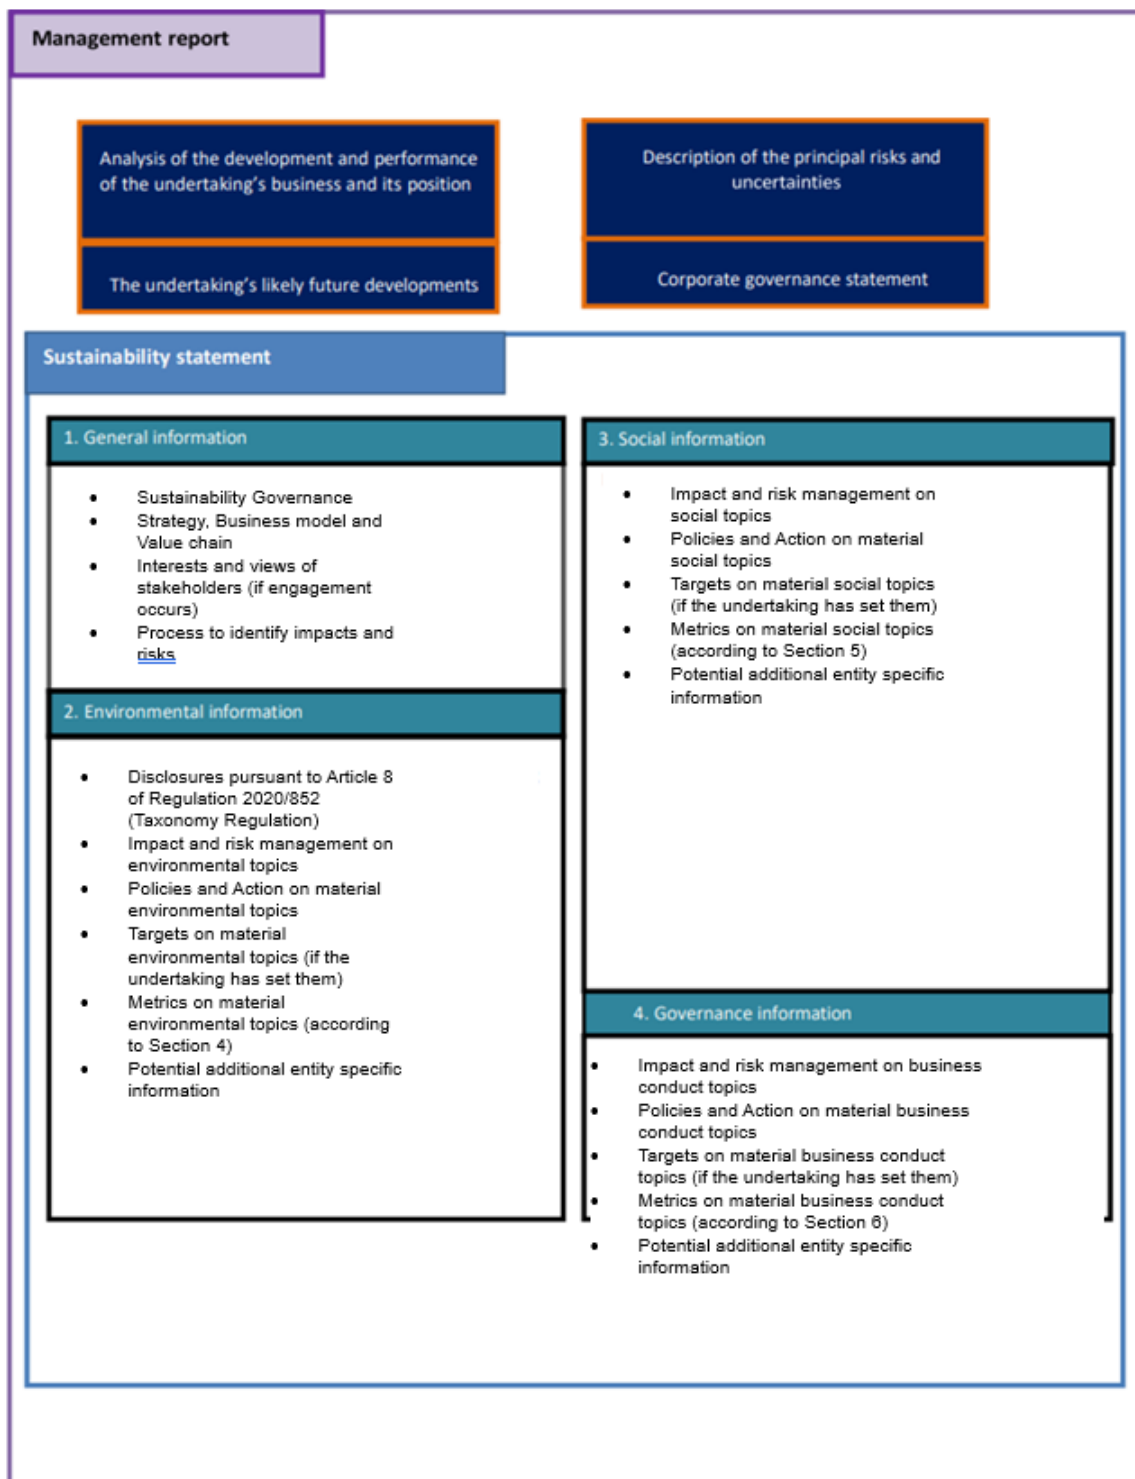 Management report
Analysis of the development and performance
of the undertaking's business and its position
The undertaking's likely future developments
Description of the principal risks and
uncertainties
Corporate governance statement
Sustainability statement
1. General information
• Sustainability Governance
• Strategy, Business model and
Value chain
• Interests and views of
stakeholders (if engagement
occurs)
• Process to identify impacts and
risks
2. Environmental information
• Disclosures pursuant to Article 8
of Regulation 2020/852
(Taxonomy Regulation)
• Impact and risk management on
environmental topics
• Policies and Action on material
environmental topics
• Targets on material
environmental topics (if the
undertaking has set them)
• Metrics on material
environmental topics (according
to Section 4)
• Potential additional entity specific
information
3. Social information
• Impact and risk management on
social topics
• Policies and Action on material
social topics
• Targets on material social topics
(if the undertaking has set them)
• Metrics on material social topics
(according to Section 5)
• Potential additional entity specific
information
4. Governance information
• Impact and risk management on business
conduct topics
• Policies and Action on material business
conduct topics
• Targets on material business conduct
topics (if the undertaking has set them)
• Metrics on material business conduct
topics (according to Section 6)
• Potential additional entity specific
information